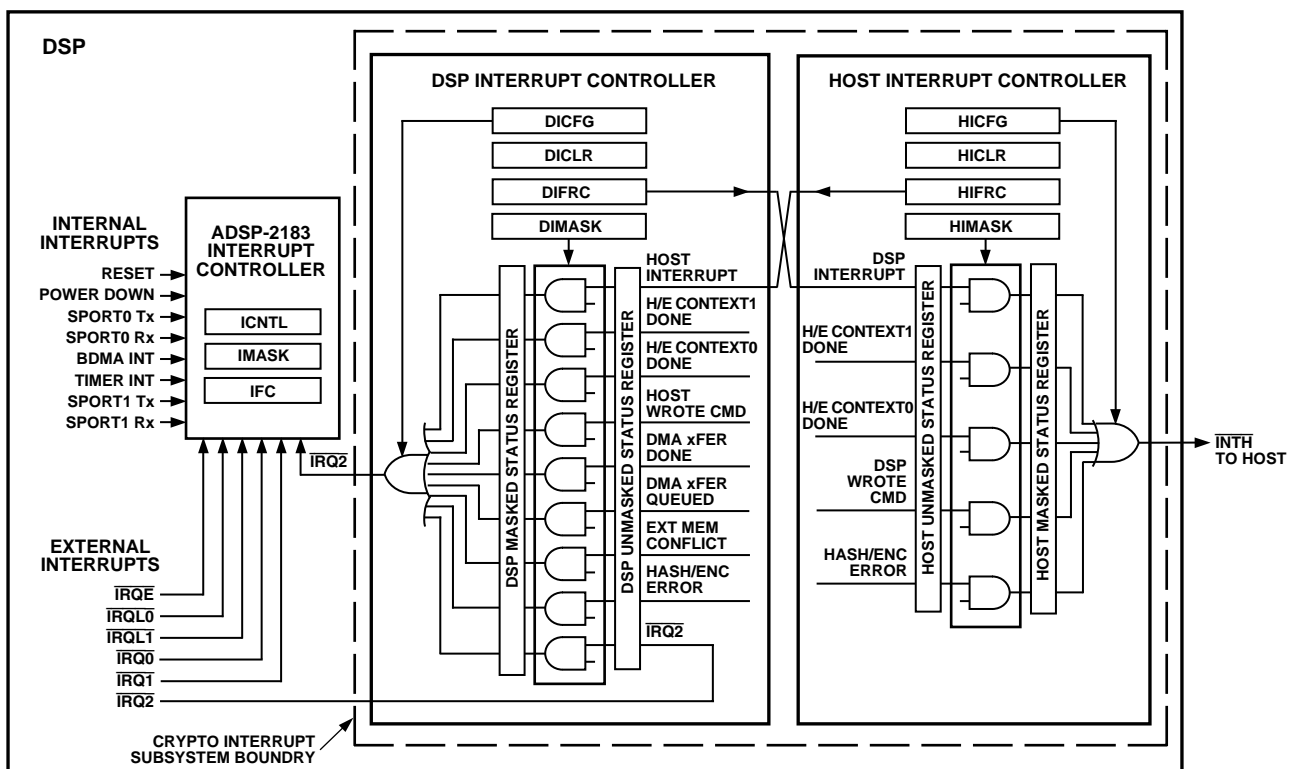 DSP
DSP INTERRUPT CONTROLLER
DICFG
DICLR
DIFRC
DIMASK
HOST INTERRUPT CONTROLLER
HICFG
HICLR
HIFRC
HIMASK
INTERNAL
INTERRUPTS
RESET
POWER DOWN
SPORT0 Tx
SPORT0 Rx
BDMA INT
TIMER INT
SPORT1 Tx
SPORT1 Rx
ADSP-2183
INTERRUPT
CONTROLLER
ICNTL
IMASK
IFC
IRQ2
EXTERNAL
INTERRUPTS
IRQE
IRQL0
IRQL1
IRQ0
IRQ1
IRQ2
DSP MASKED STATUS REGISTER
DSP UNMASKED STATUS REGISTER
HOST
INTERRUPT
H/E CONTEXT1
DONE
H/E CONTEXT0
DONE
HOST
WROTE CMD
DMA xFER
DONE
DMA xFER
QUEUED
EXT MEM
CONFLICT
HASH/ENC
ERROR
IRQ2
DSP
INTERRUPT
H/E CONTEXT1
DONE
H/E CONTEXT0
DONE
DSP
WROTE
CMD
HASH/ENC
ERROR
HOST UNMASKED STATUS REGISTER
HOST MASKED STATUS REGISTER
INTH
TO HOST
CRYPTO INTERRUPT
SUBSYSTEM BOUNDRY